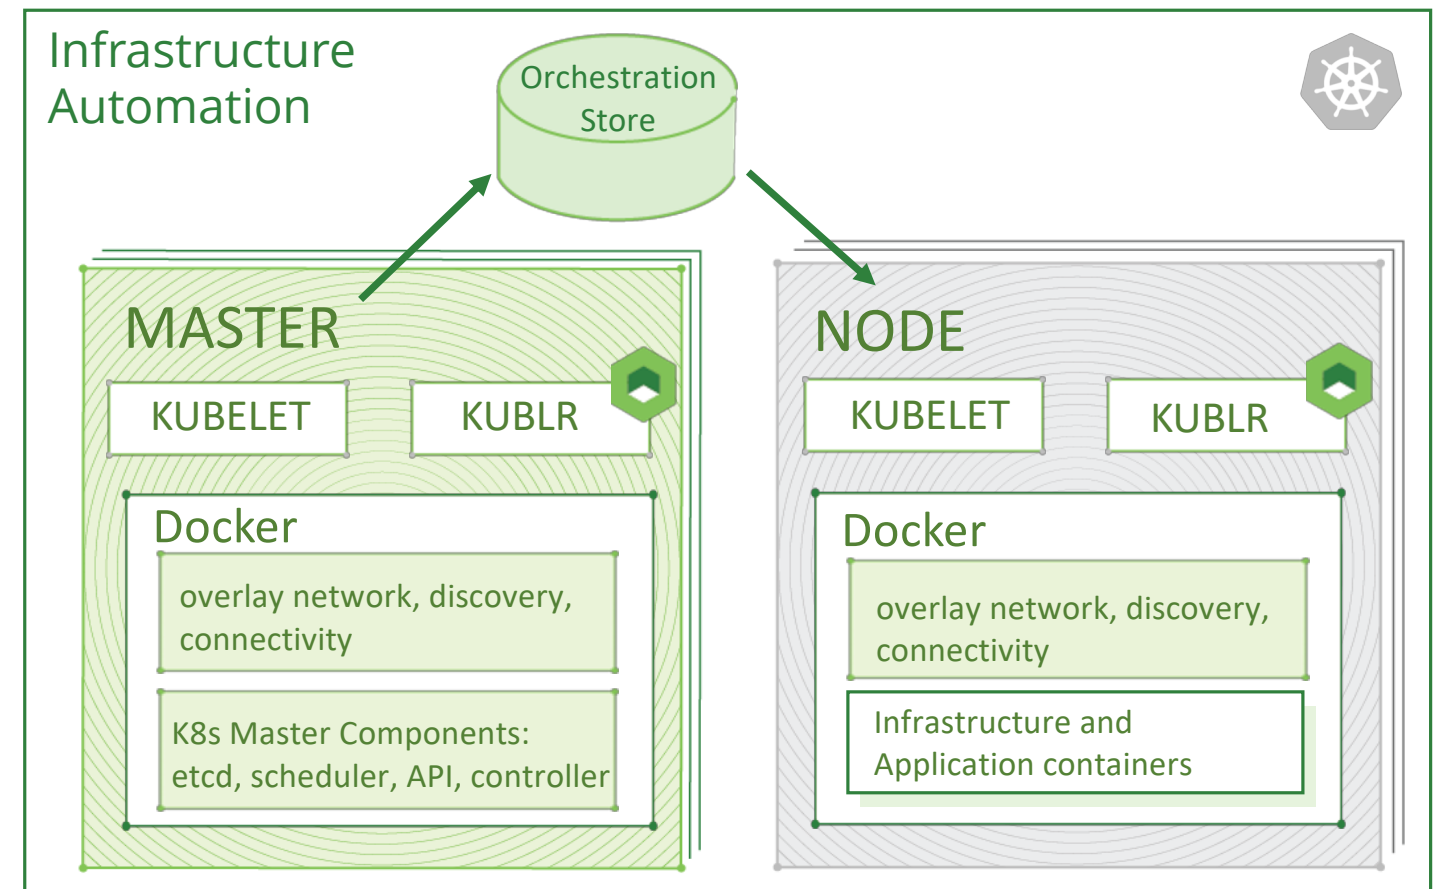 Infrastructure
Automation
Orchestration
Store
MASTER
KUBELET
KUBLR
Docker
overlay network, discovery,
connectivity
K8s Master Components:
etcd, scheduler, API, controller
NODE
KUBELET
KUBLR
Docker
overlay network, discovery,
connectivity
Infrastructure and
Application containers